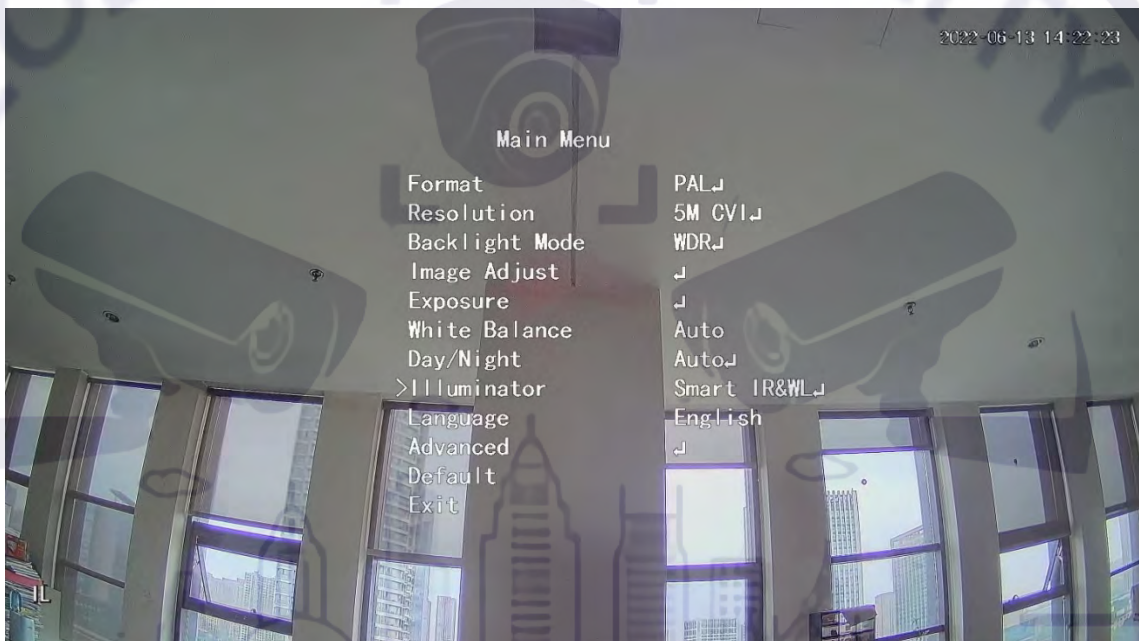 2022-06-13 14:22:23
Main Menu
Format PAL↲
Resolution 5M CVI↲
Backlight Mode WDR↲
Image Adjust ↲
Exposure ↲
White Balance Auto
Day/Night Auto↲
>Illuminator Smart IR&WL↲
Language English
Advanced ↲
Default
Exit
IL